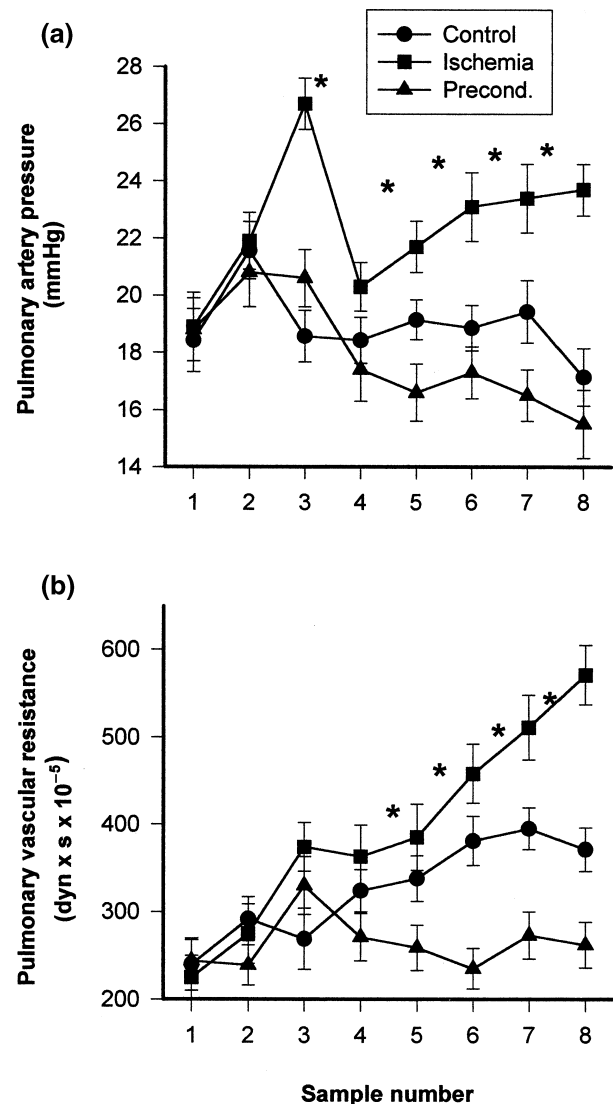 (a)
Control
Ischemia
Precond.
Pulmonary artery pressure
(mmHg)
28
26
24
22
20
18
16
14
*
*
*
*
*
1 2 3 4 5 6 7 8
(b)
Pulmonary vascular resistance
(dyn x s x 10⁻⁵)
600
500
400
300
200
*
*
*
*
1 2 3 4 5 6 7 8
Sample number